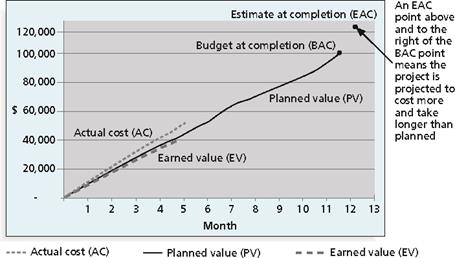 Estimate at completion (EAC)
Budget at completion (BAC)
An EAC
point above
and to the
right of the
BAC point
means the
project is
projected to
cost more
and take
longer than
planned
120,000
100,000
80,000
$ 60,000
40,000
20,000
-
Planned value (PV)
Actual cost (AC)
Earned value (EV)
1 2 3 4 5 6 7 8 9 10 11 12 13
Month
Actual cost (AC) Planned value (PV) Earned value (EV)